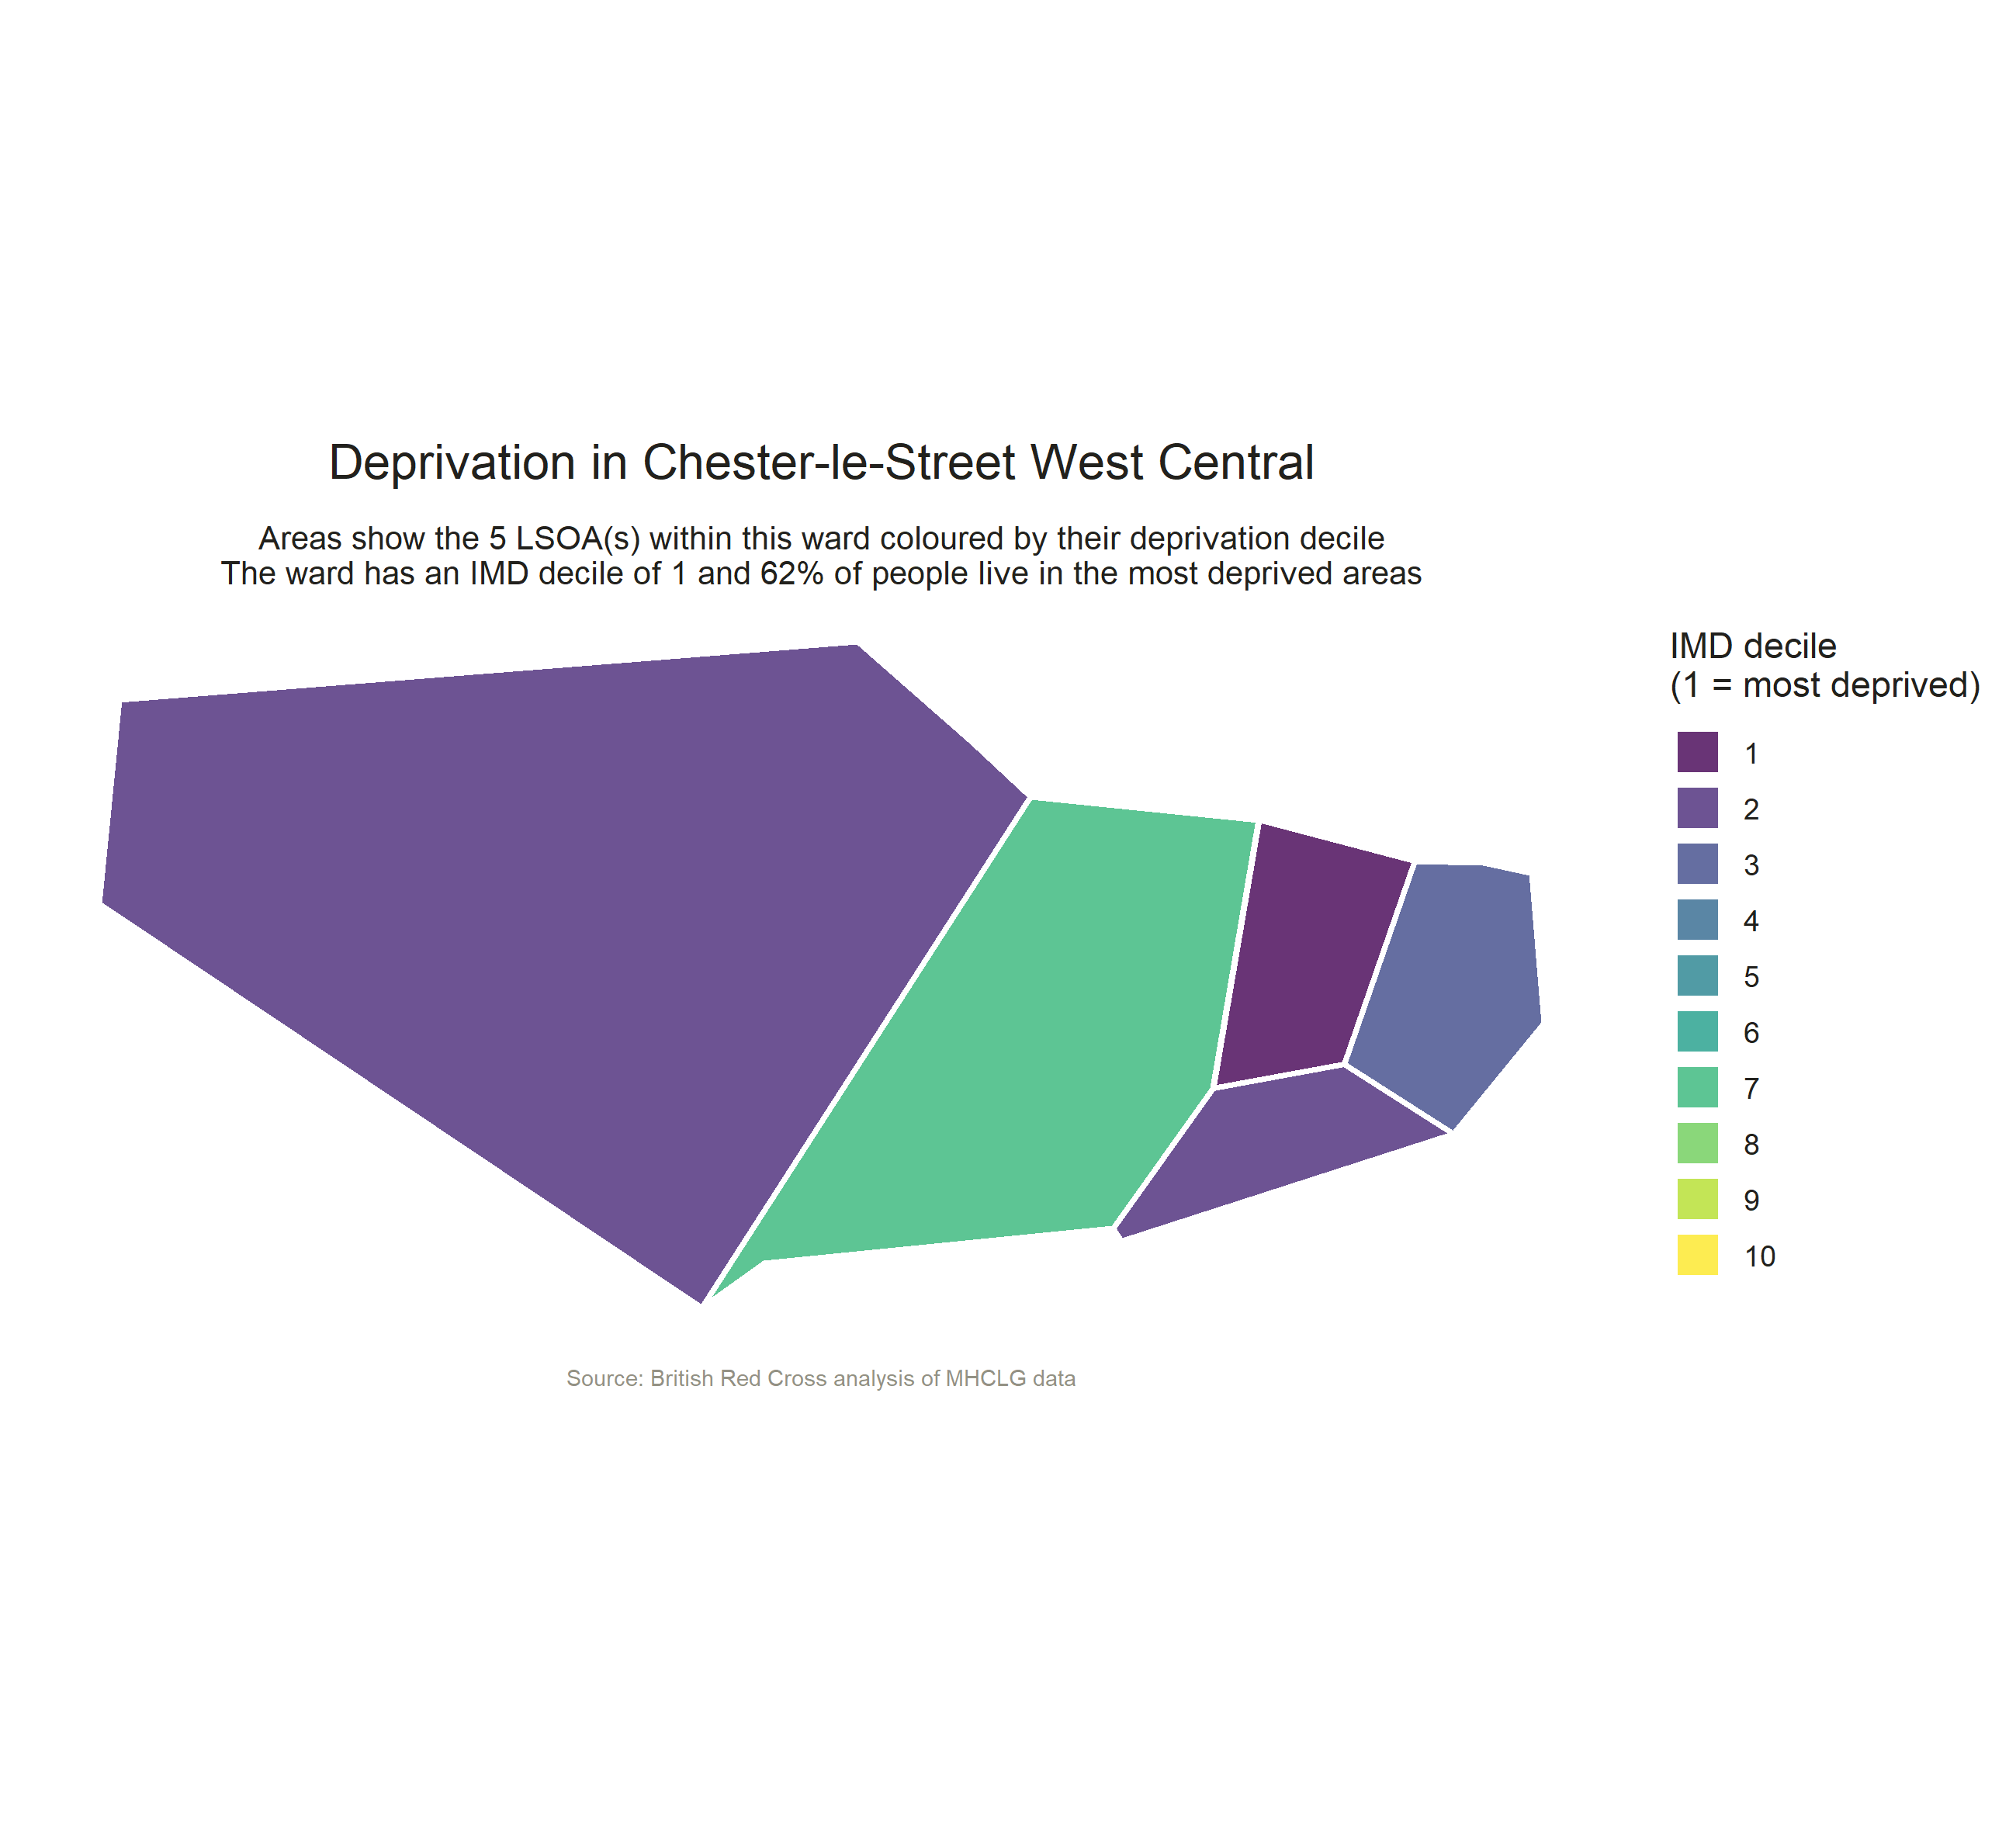 Deprivation in Chester-le-Street West Central
Areas show the 5 LSOA(s) within this ward coloured by their deprivation decile
The ward has an IMD decile of 1 and 62% of people live in the most deprived areas
IMD decile
(1 = most deprived)
1
2
3
4
5
6
7
8
9
10
Source: British Red Cross analysis of MHCLG data